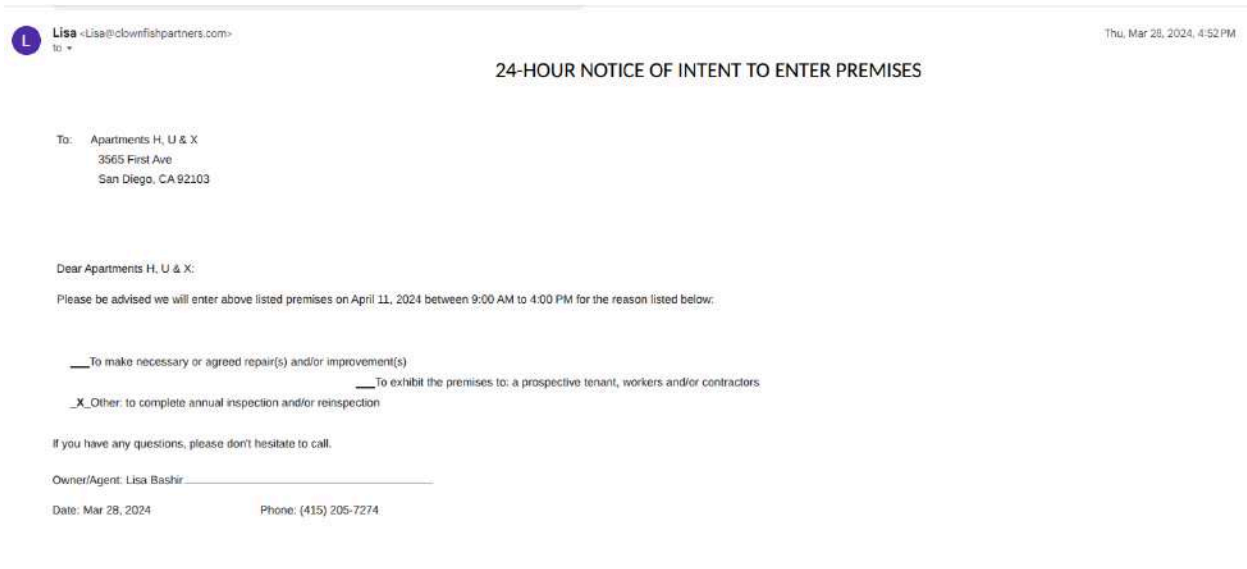 L
Lisa <Lisa@clownfishpartners.com>
Thu, Mar 28, 2024, 4:52 PM
to
24-HOUR NOTICE OF INTENT TO ENTER PREMISES
To: Apartments H, U & X
3565 First Ave
San Diego, CA 92103
Dear Apartments H, U & X:
Please be advised we will enter above listed premises on April 11, 2024 between 9:00 AM to 4:00 PM for the reason listed below:
___To make necessary or agreed repair(s) and/or improvement(s)
___To exhibit the premises to: a prospective tenant, workers and/or contractors
_X_Other: to complete annual inspection and/or reinspection
If you have any questions, please don't hesitate to call.
Owner/Agent: Lisa Bashir
Date: Mar 28, 2024 Phone: (415) 205-7274